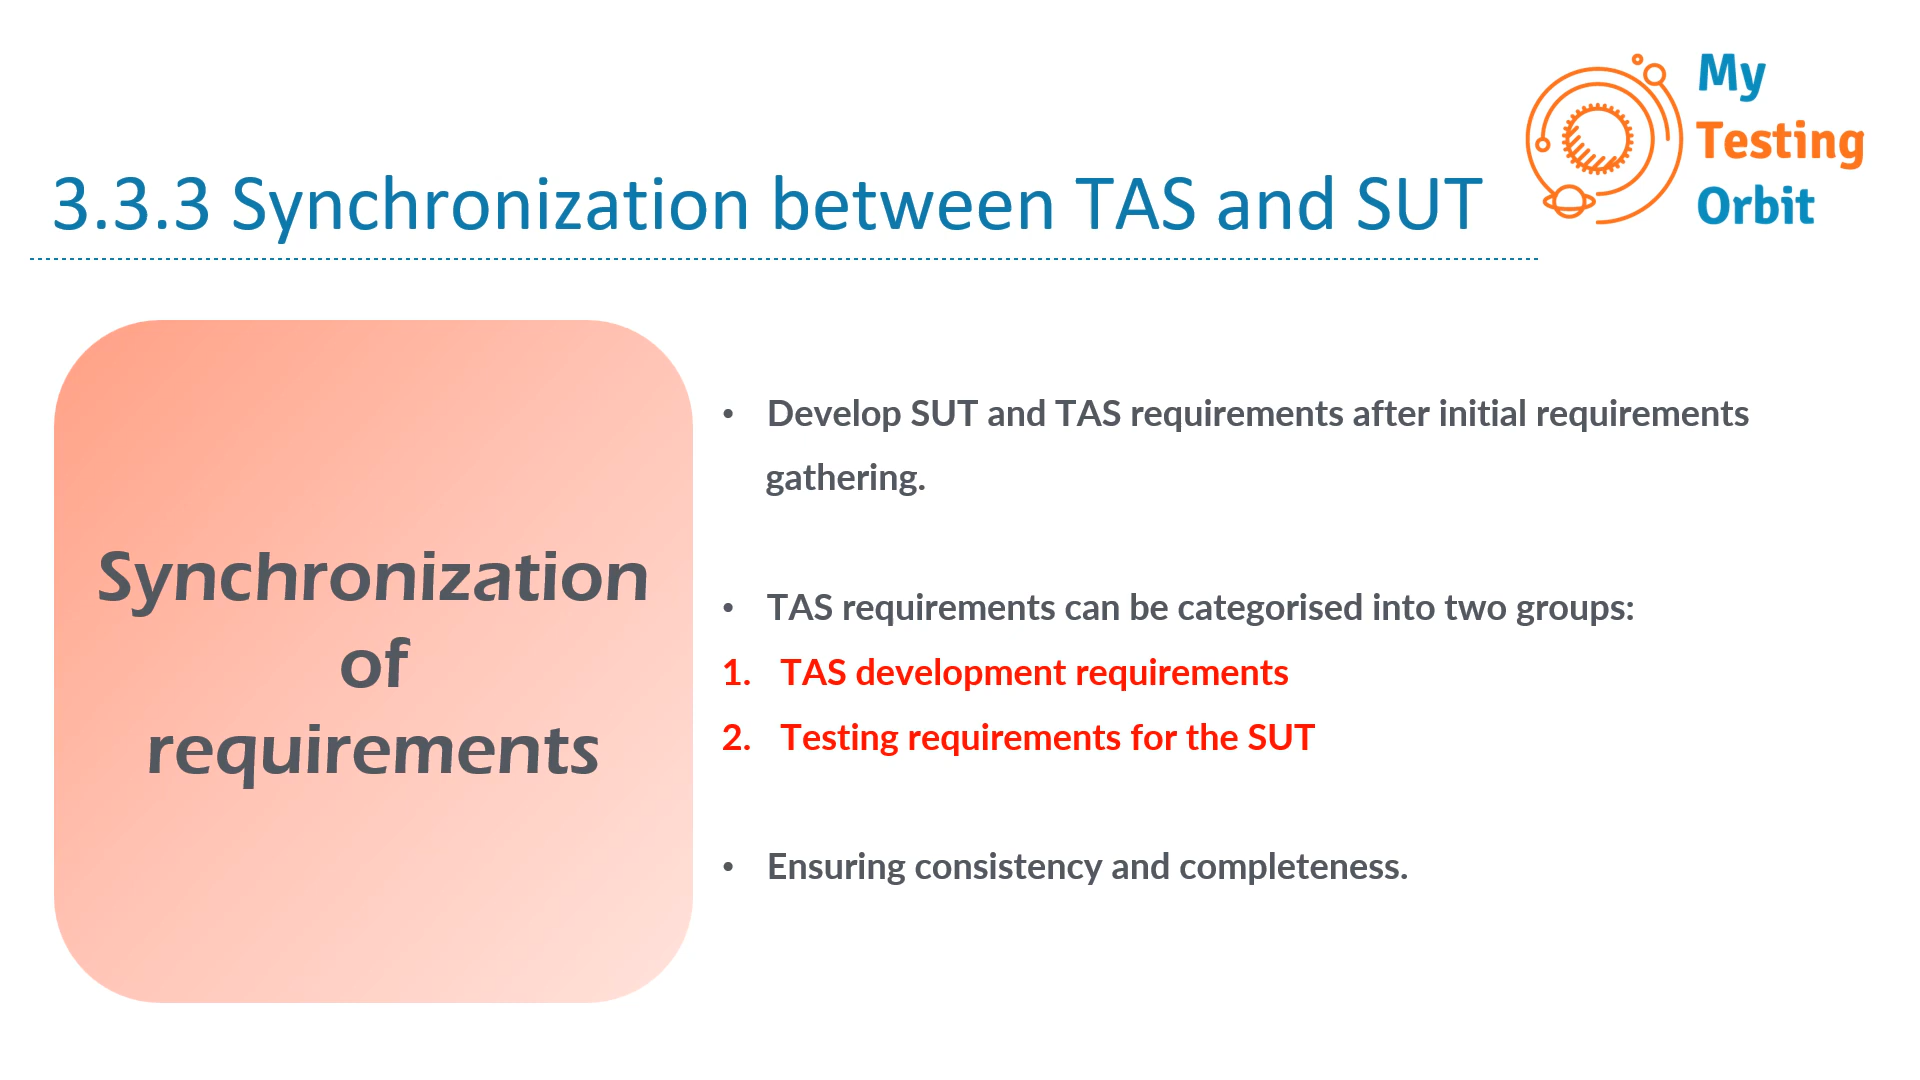 My
Testing
Orbit
3.3.3 Synchronization between TAS and SUT
Synchronization
of
requirements
• Develop SUT and TAS requirements after initial requirements
gathering.
• TAS requirements can be categorised into two groups:
1. TAS development requirements
2. Testing requirements for the SUT
• Ensuring consistency and completeness.